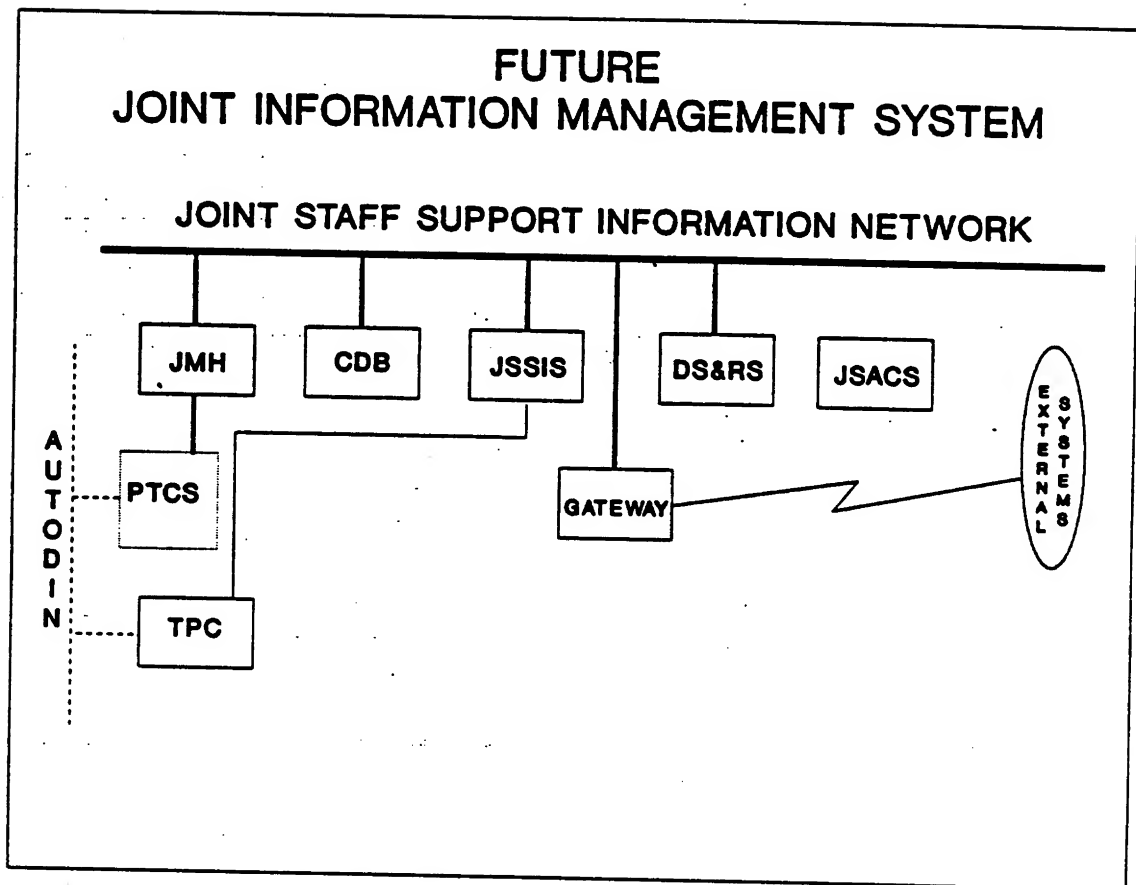 FUTURE
JOINT INFORMATION MANAGEMENT SYSTEM
JOINT STAFF SUPPORT INFORMATION NETWORK
JMH
CDB
JSSIS
DS&RS
JSACS
EXTERNAL
SYSTEMS
AUTODIN
PTCS
GATEWAY
TPC